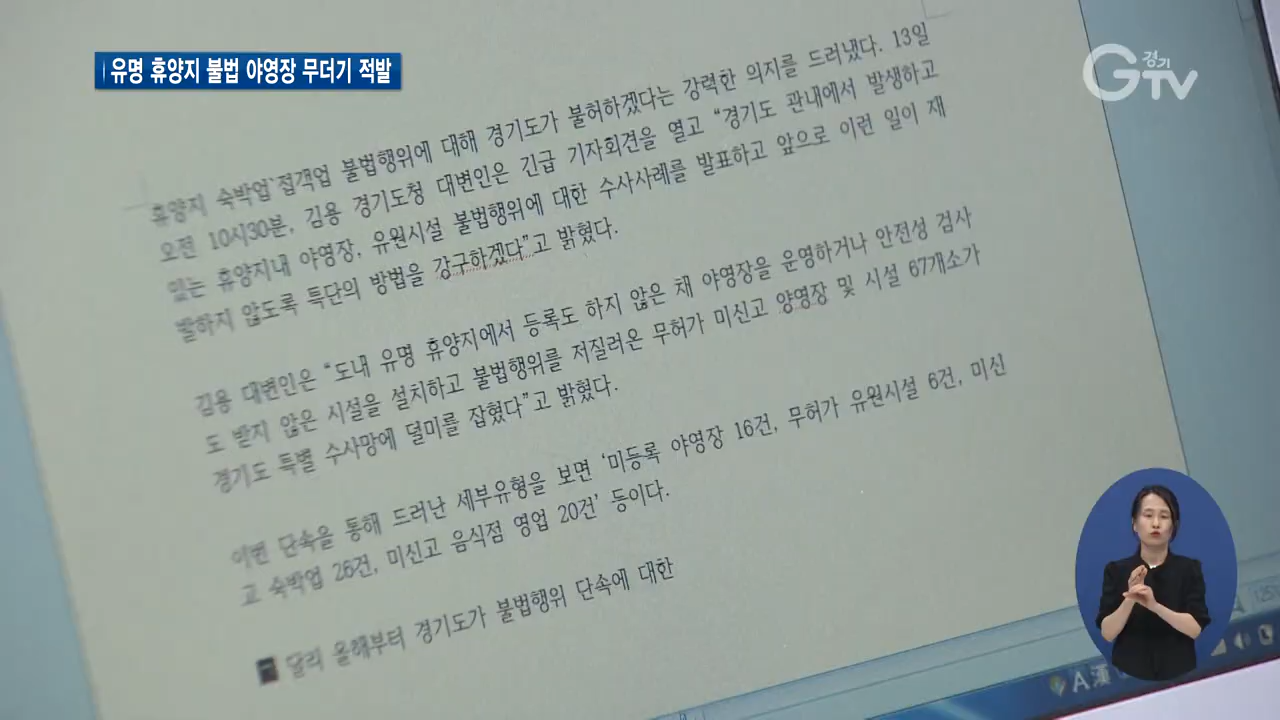 유명 휴양지 불법 야영장 무더기 적발
경기
GTV
휴양지 숙박업`접객업 불법행위에 대해 경기도가 불허하겠다는 강력한 의지를 드러냈다. 13일
오전 10시30분, 김용 경기도청 대변인은 긴급 기자회견을 열고 “경기도 관내에서 발생하고
있는 휴양지내 야영장, 유원시설 불법행위에 대한 수사사례를 발표하고 앞으로 이런 일이 재
발하지 않도록 특단의 방법을 강구하겠다”고 밝혔다.
김용 대변인은 “도내 유명 휴양지에서 등록도 하지 않은 채 야영장을 운영하거나 안전성 검사
도 받지 않은 시설을 설치하고 불법행위를 저질러온 무허가 미신고 양영장 및 시설 67개소가
경기도 특별 수사망에 덜미를 잡혔다”고 밝혔다.
이번 단속을 통해 드러난 세부유형을 보면 ‘미등록 야영장 16건, 무허가 유원시설 6건, 미신
고 숙박업 26건, 미신고 음식점 영업 20건’ 등이다.
달리 올해부터 경기도가 불법행위 단속에 대한
A 漢